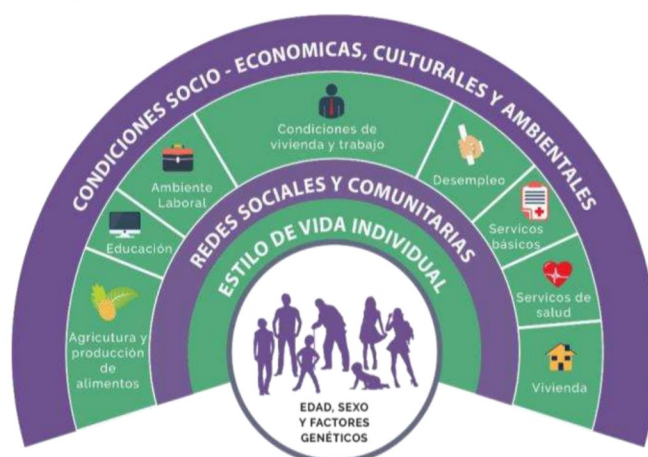 CONDICIONES SOCIO - ECONOMICAS, CULTURALES Y AMBIENTALES
Condiciones de
vivienda y trabajo
Ambiente
Laboral
Desempleo
Educación
Servicos
básicos
Agricutura y
producción
de
alimentos
Servicos de
salud
Vivienda
REDES SOCIALES Y COMUNITARIAS
ESTILO DE VIDA INDIVIDUAL
EDAD, SEXO
Y FACTORES
GENÉTICOS